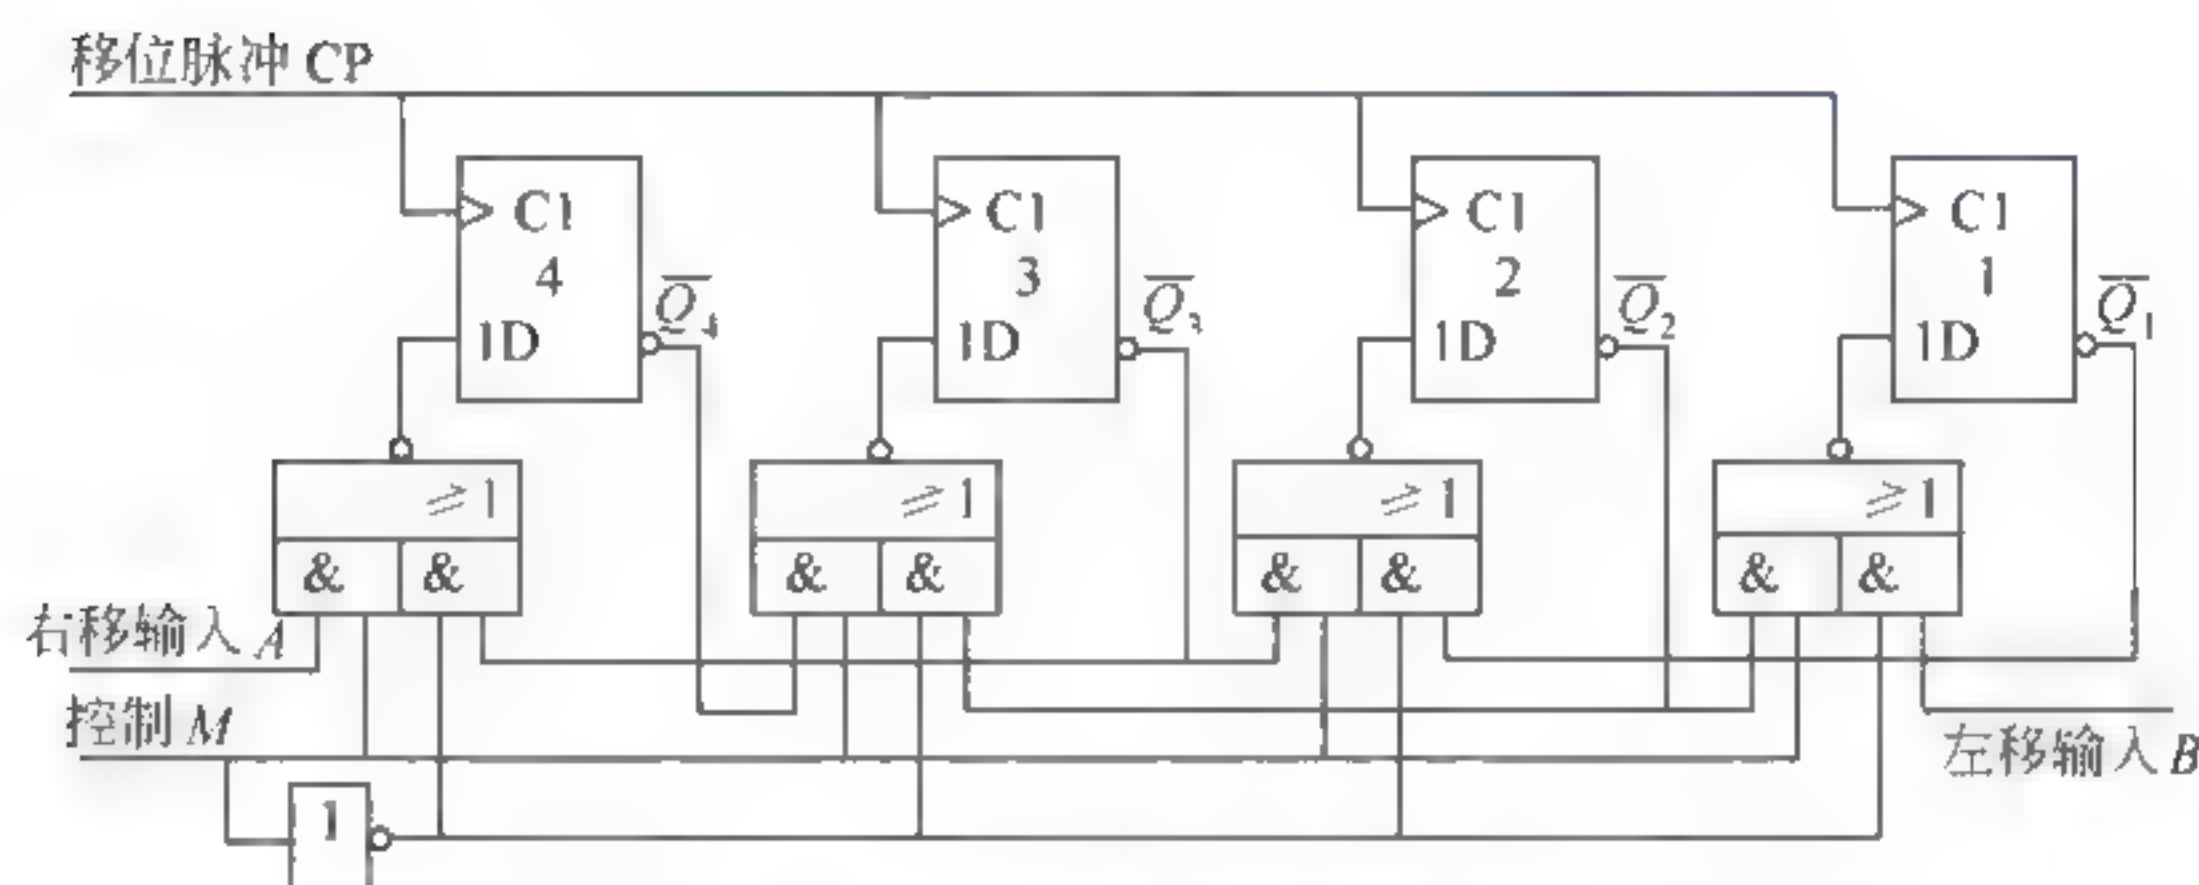 移位脉冲 CP
C1 C1 C1 C1
4 3 2 1
Q̅₄ Q̅₃ Q̅₂ Q̅₁
1D 1D 1D 1D
≥1 ≥1 ≥1 ≥1
& & & & & & & &
右移输入 A
控制 M
左移输入 B
1